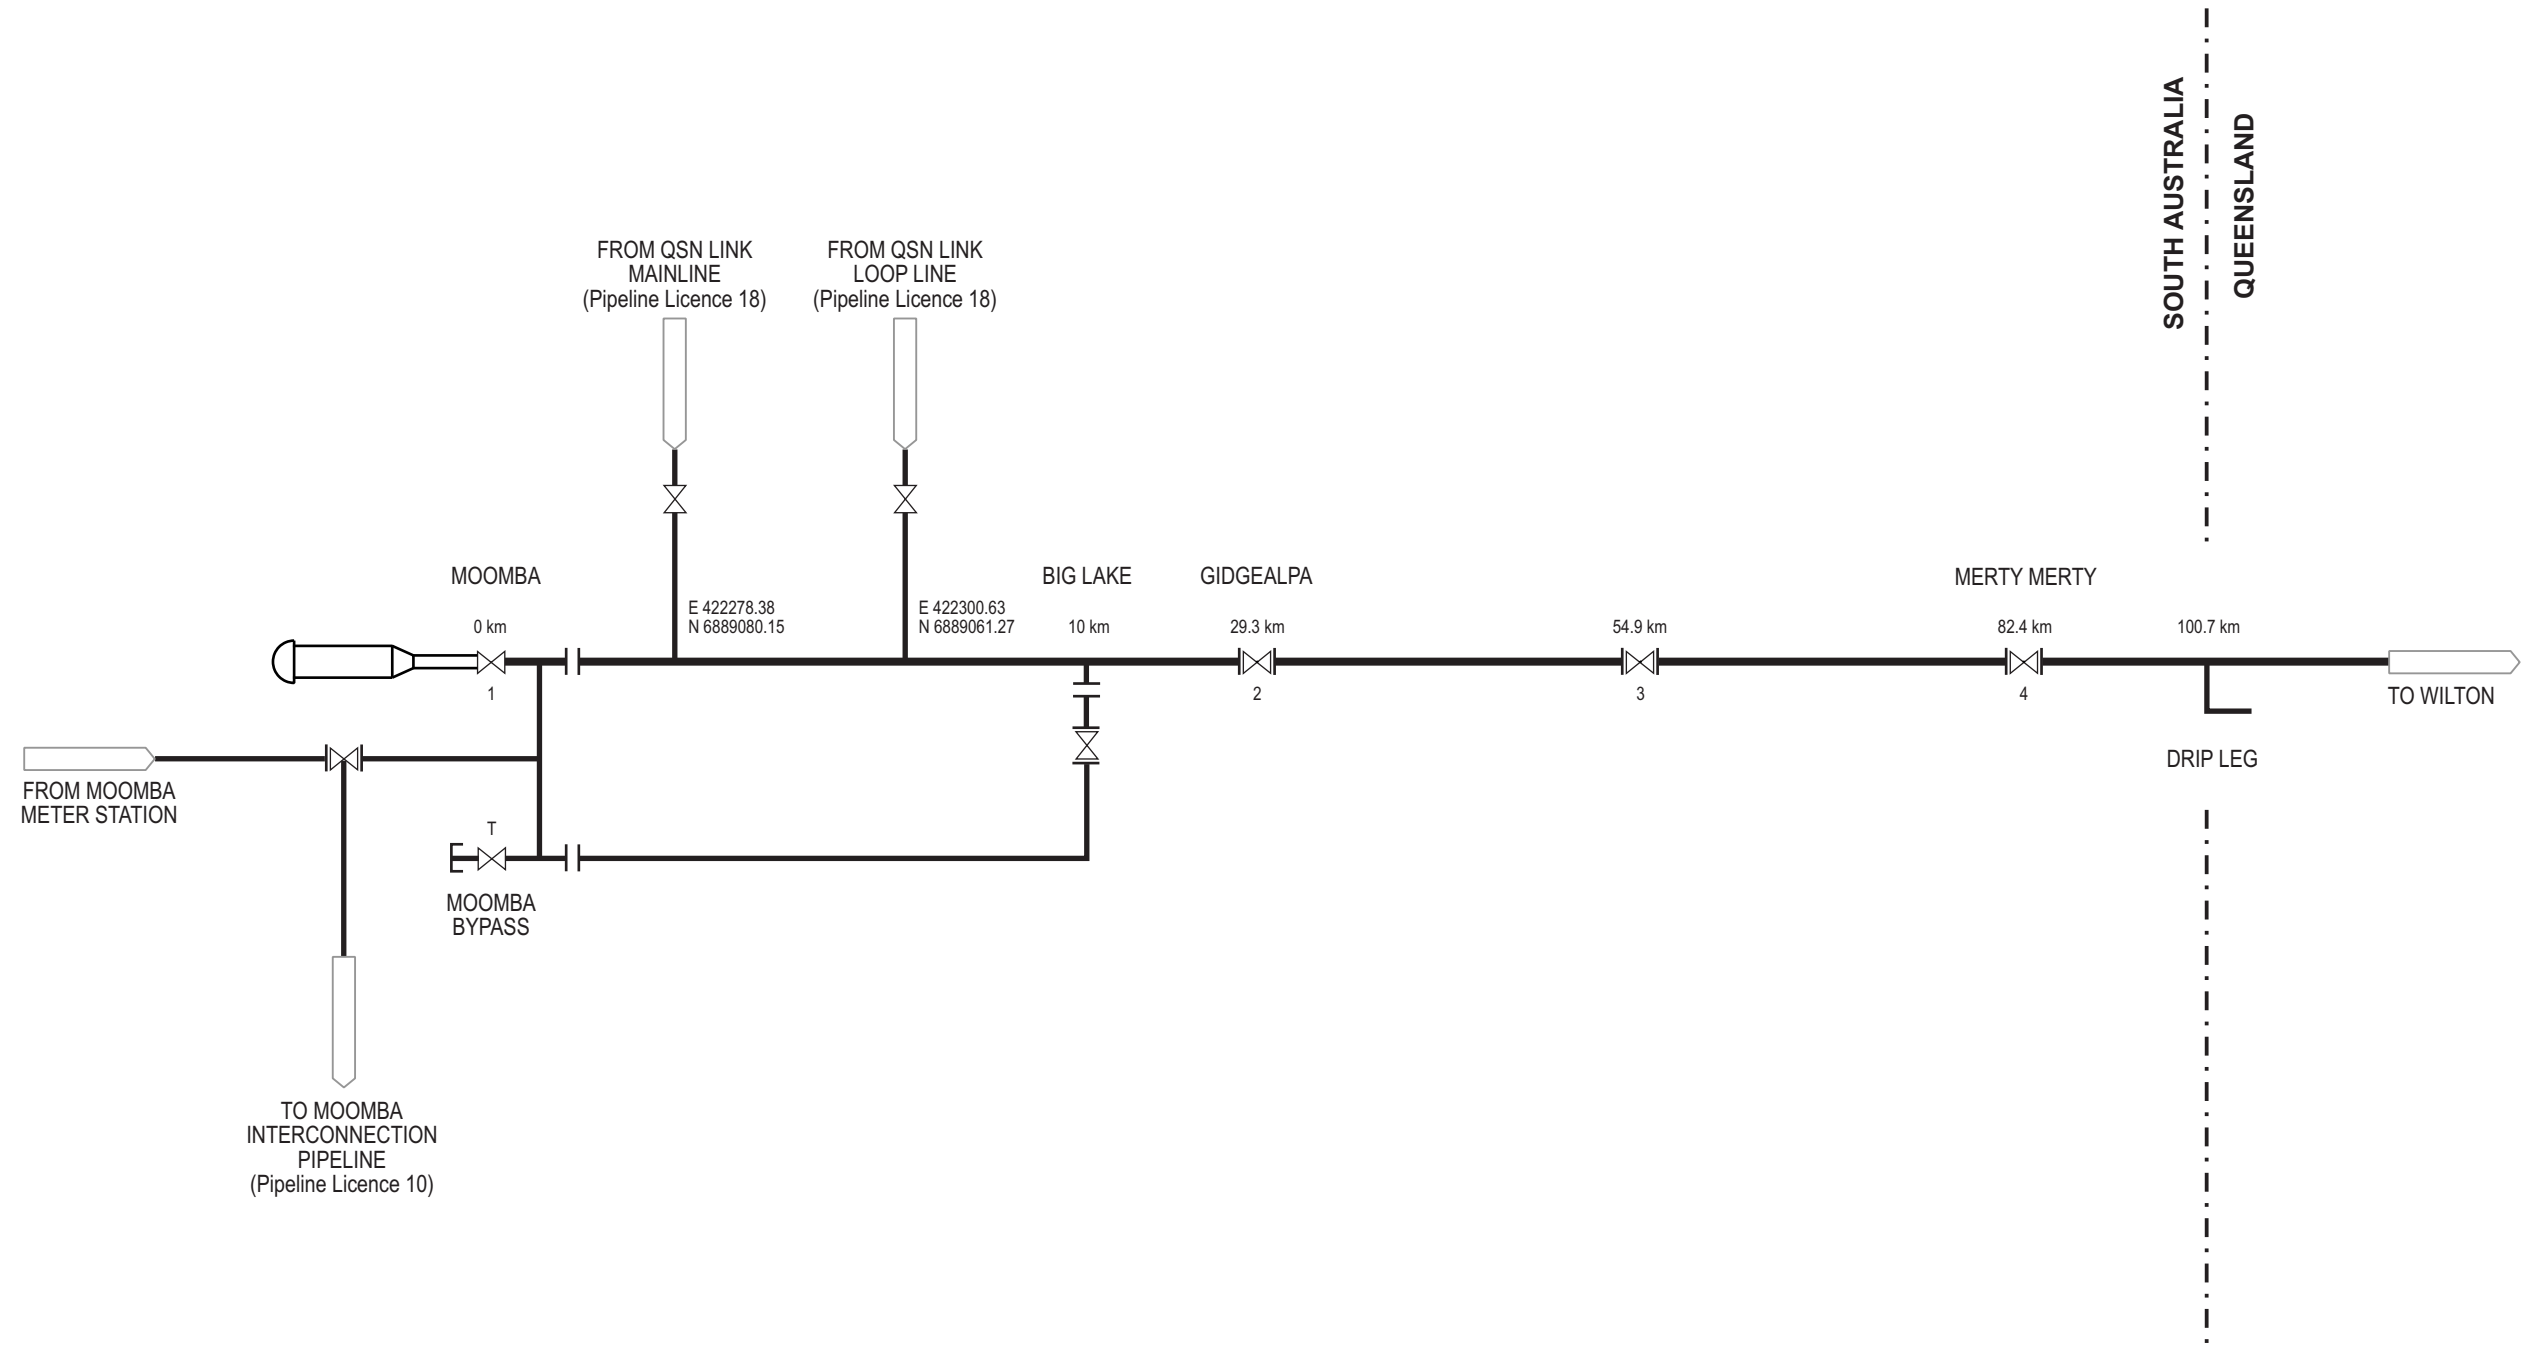 SOUTH AUSTRALIA
QUEENSLAND
FROM QSN LINK
MAINLINE
(Pipeline Licence 18)
FROM QSN LINK
LOOP LINE
(Pipeline Licence 18)
MOOMBA
0 km
1
E 422278.38
N 6889080.15
E 422300.63
N 6889061.27
BIG LAKE
10 km
GIDGEALPA
29.3 km
2
54.9 km
3
MERTY MERTY
82.4 km
4
100.7 km
DRIP LEG
TO WILTON
FROM MOOMBA
METER STATION
T
MOOMBA
BYPASS
TO MOOMBA
INTERCONNECTION
PIPELINE
(Pipeline Licence 10)